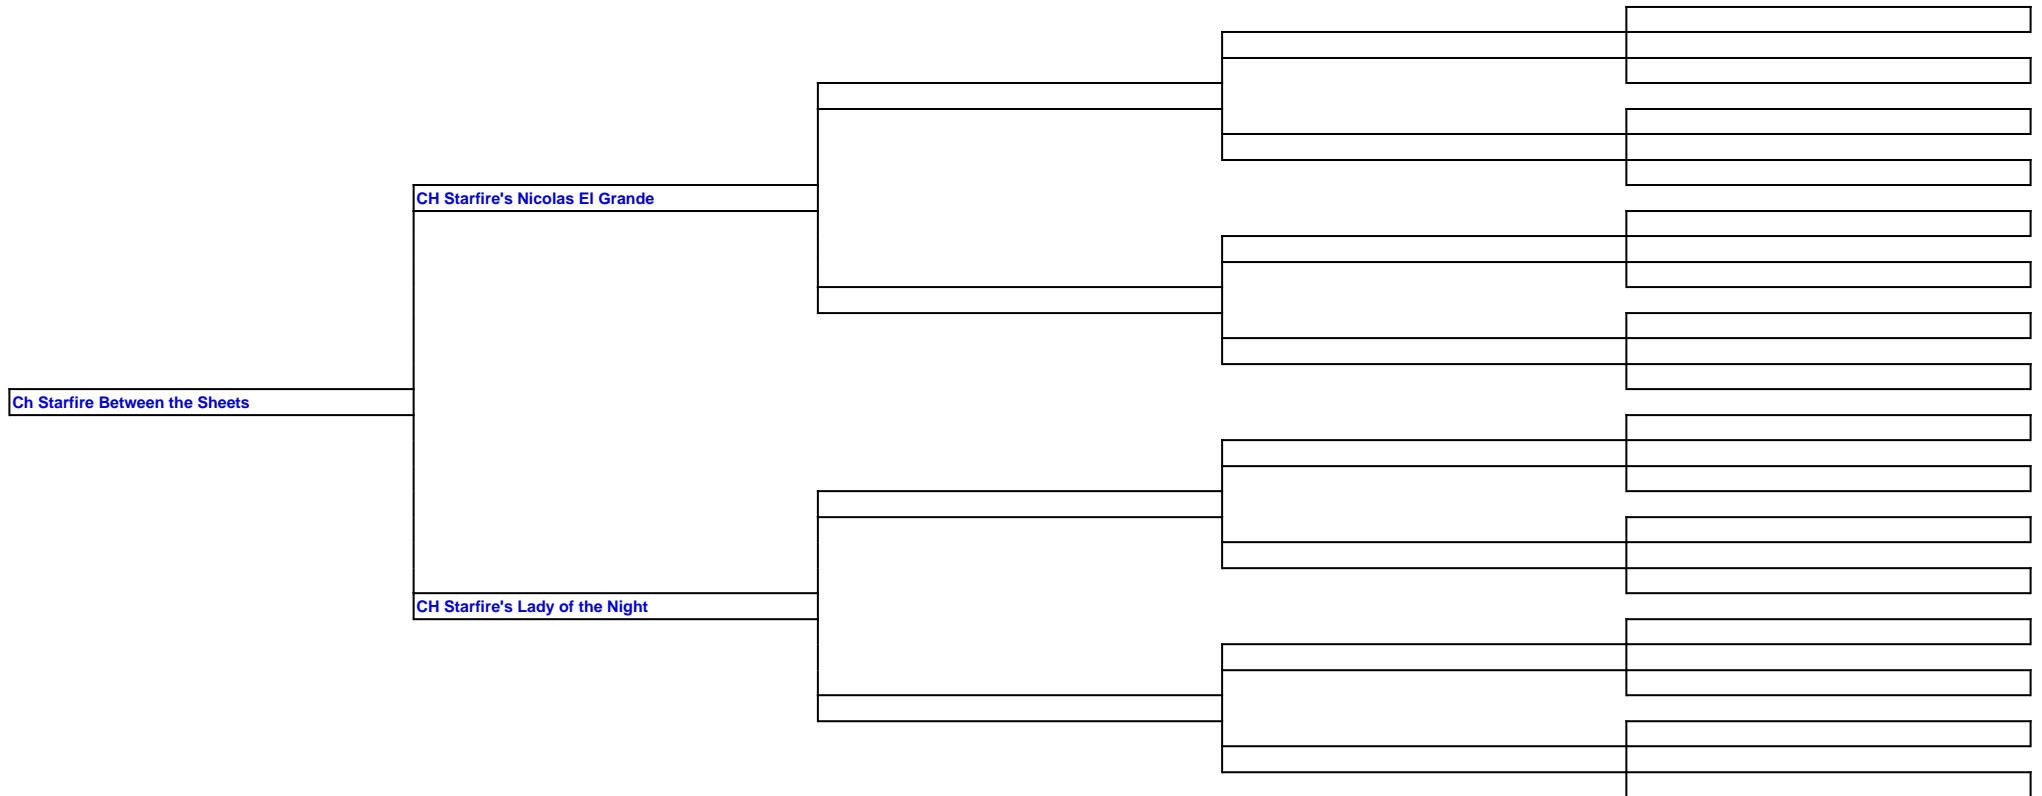 CH Starfire's Nicolas El Grande
Ch Starfire Between the Sheets
CH Starfire's Lady of the Night